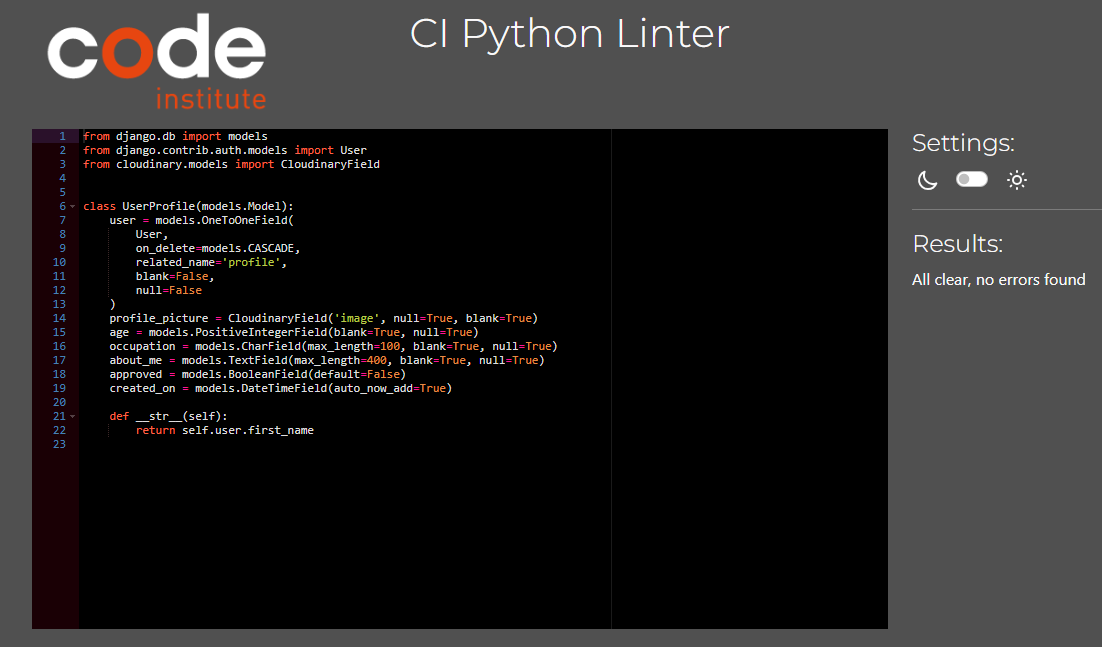 code
institute
CI Python Linter
1 from django.db import models
2 from django.contrib.auth.models import User
3 from cloudinary.models import CloudinaryField
4
5
6 class UserProfile(models.Model):
7     user = models.OneToOneField(
8         User,
9         on_delete=models.CASCADE,
10         related_name='profile',
11         blank=False,
12         null=False
13     )
14     profile_picture = CloudinaryField('image', null=True, blank=True)
15     age = models.PositiveIntegerField(blank=True, null=True)
16     occupation = models.CharField(max_length=100, blank=True, null=True)
17     about_me = models.TextField(max_length=400, blank=True, null=True)
18     approved = models.BooleanField(default=False)
19     created_on = models.DateTimeField(auto_now_add=True)
20
21     def __str__(self):
22         return self.user.first_name
23
Settings:
Results:
All clear, no errors found